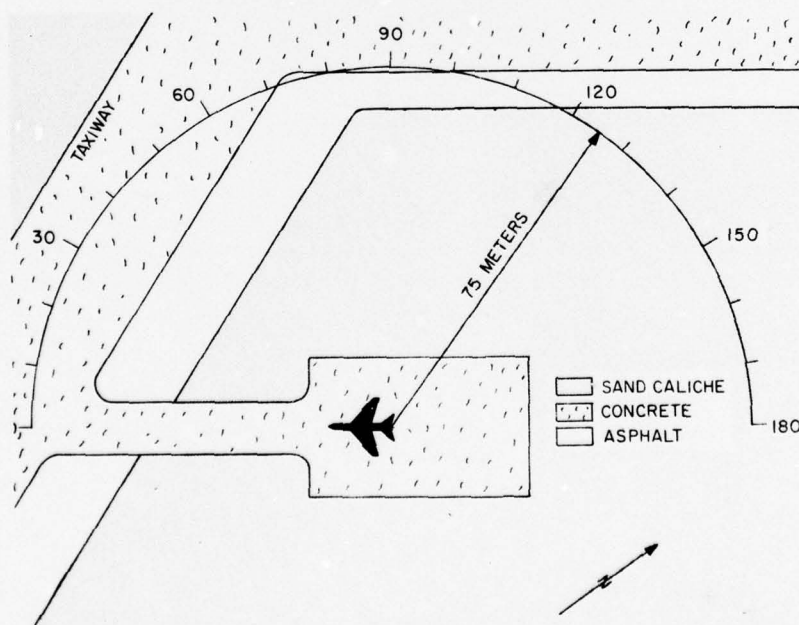 90
60
120
TAXIWAY
30
150
75 METERS
SAND CALICHE
CONCRETE
ASPHALT
180
N